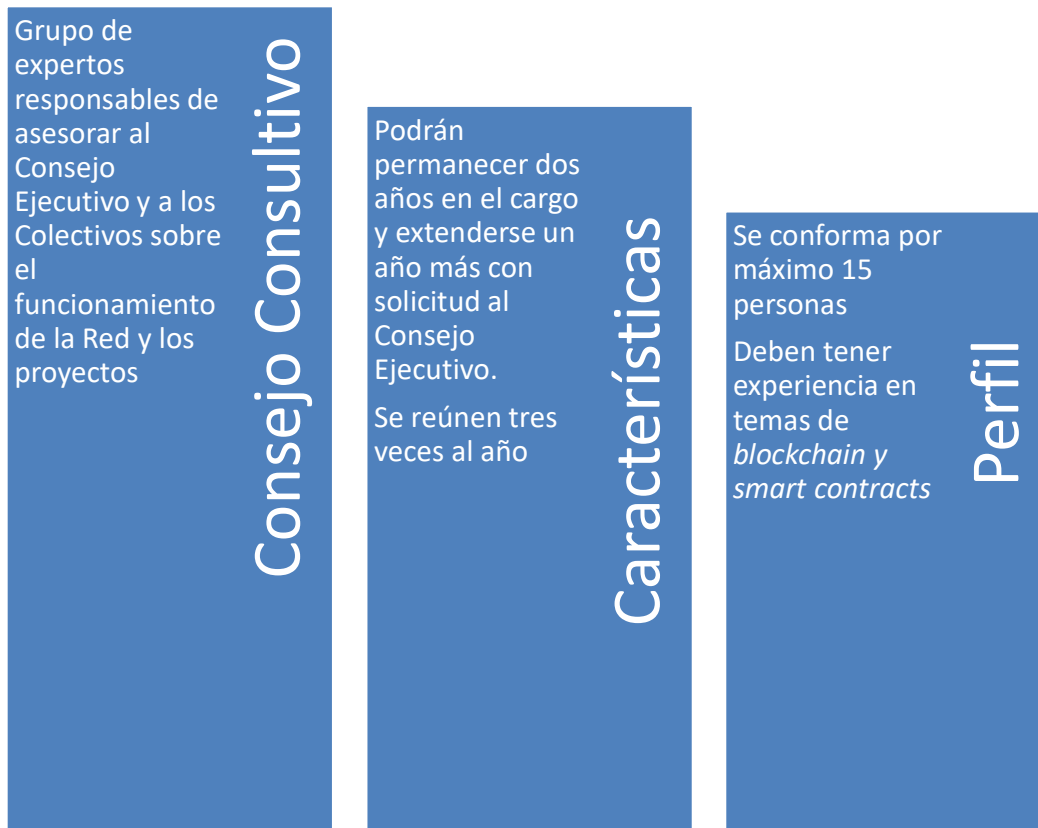 Consejo Consultivo
Grupo de
expertos
responsables de
asesorar al
Consejo
Ejecutivo y a los
Colectivos sobre
el
funcionamiento
de la Red y los
proyectos
Características
Podrán
permanecer dos
años en el cargo
y extenderse un
año más con
solicitud al
Consejo
Ejecutivo.
Se reúnen tres
veces al año
Perfil
Se conforma por
máximo 15
personas
Deben tener
experiencia en
temas de
blockchain y
smart contracts